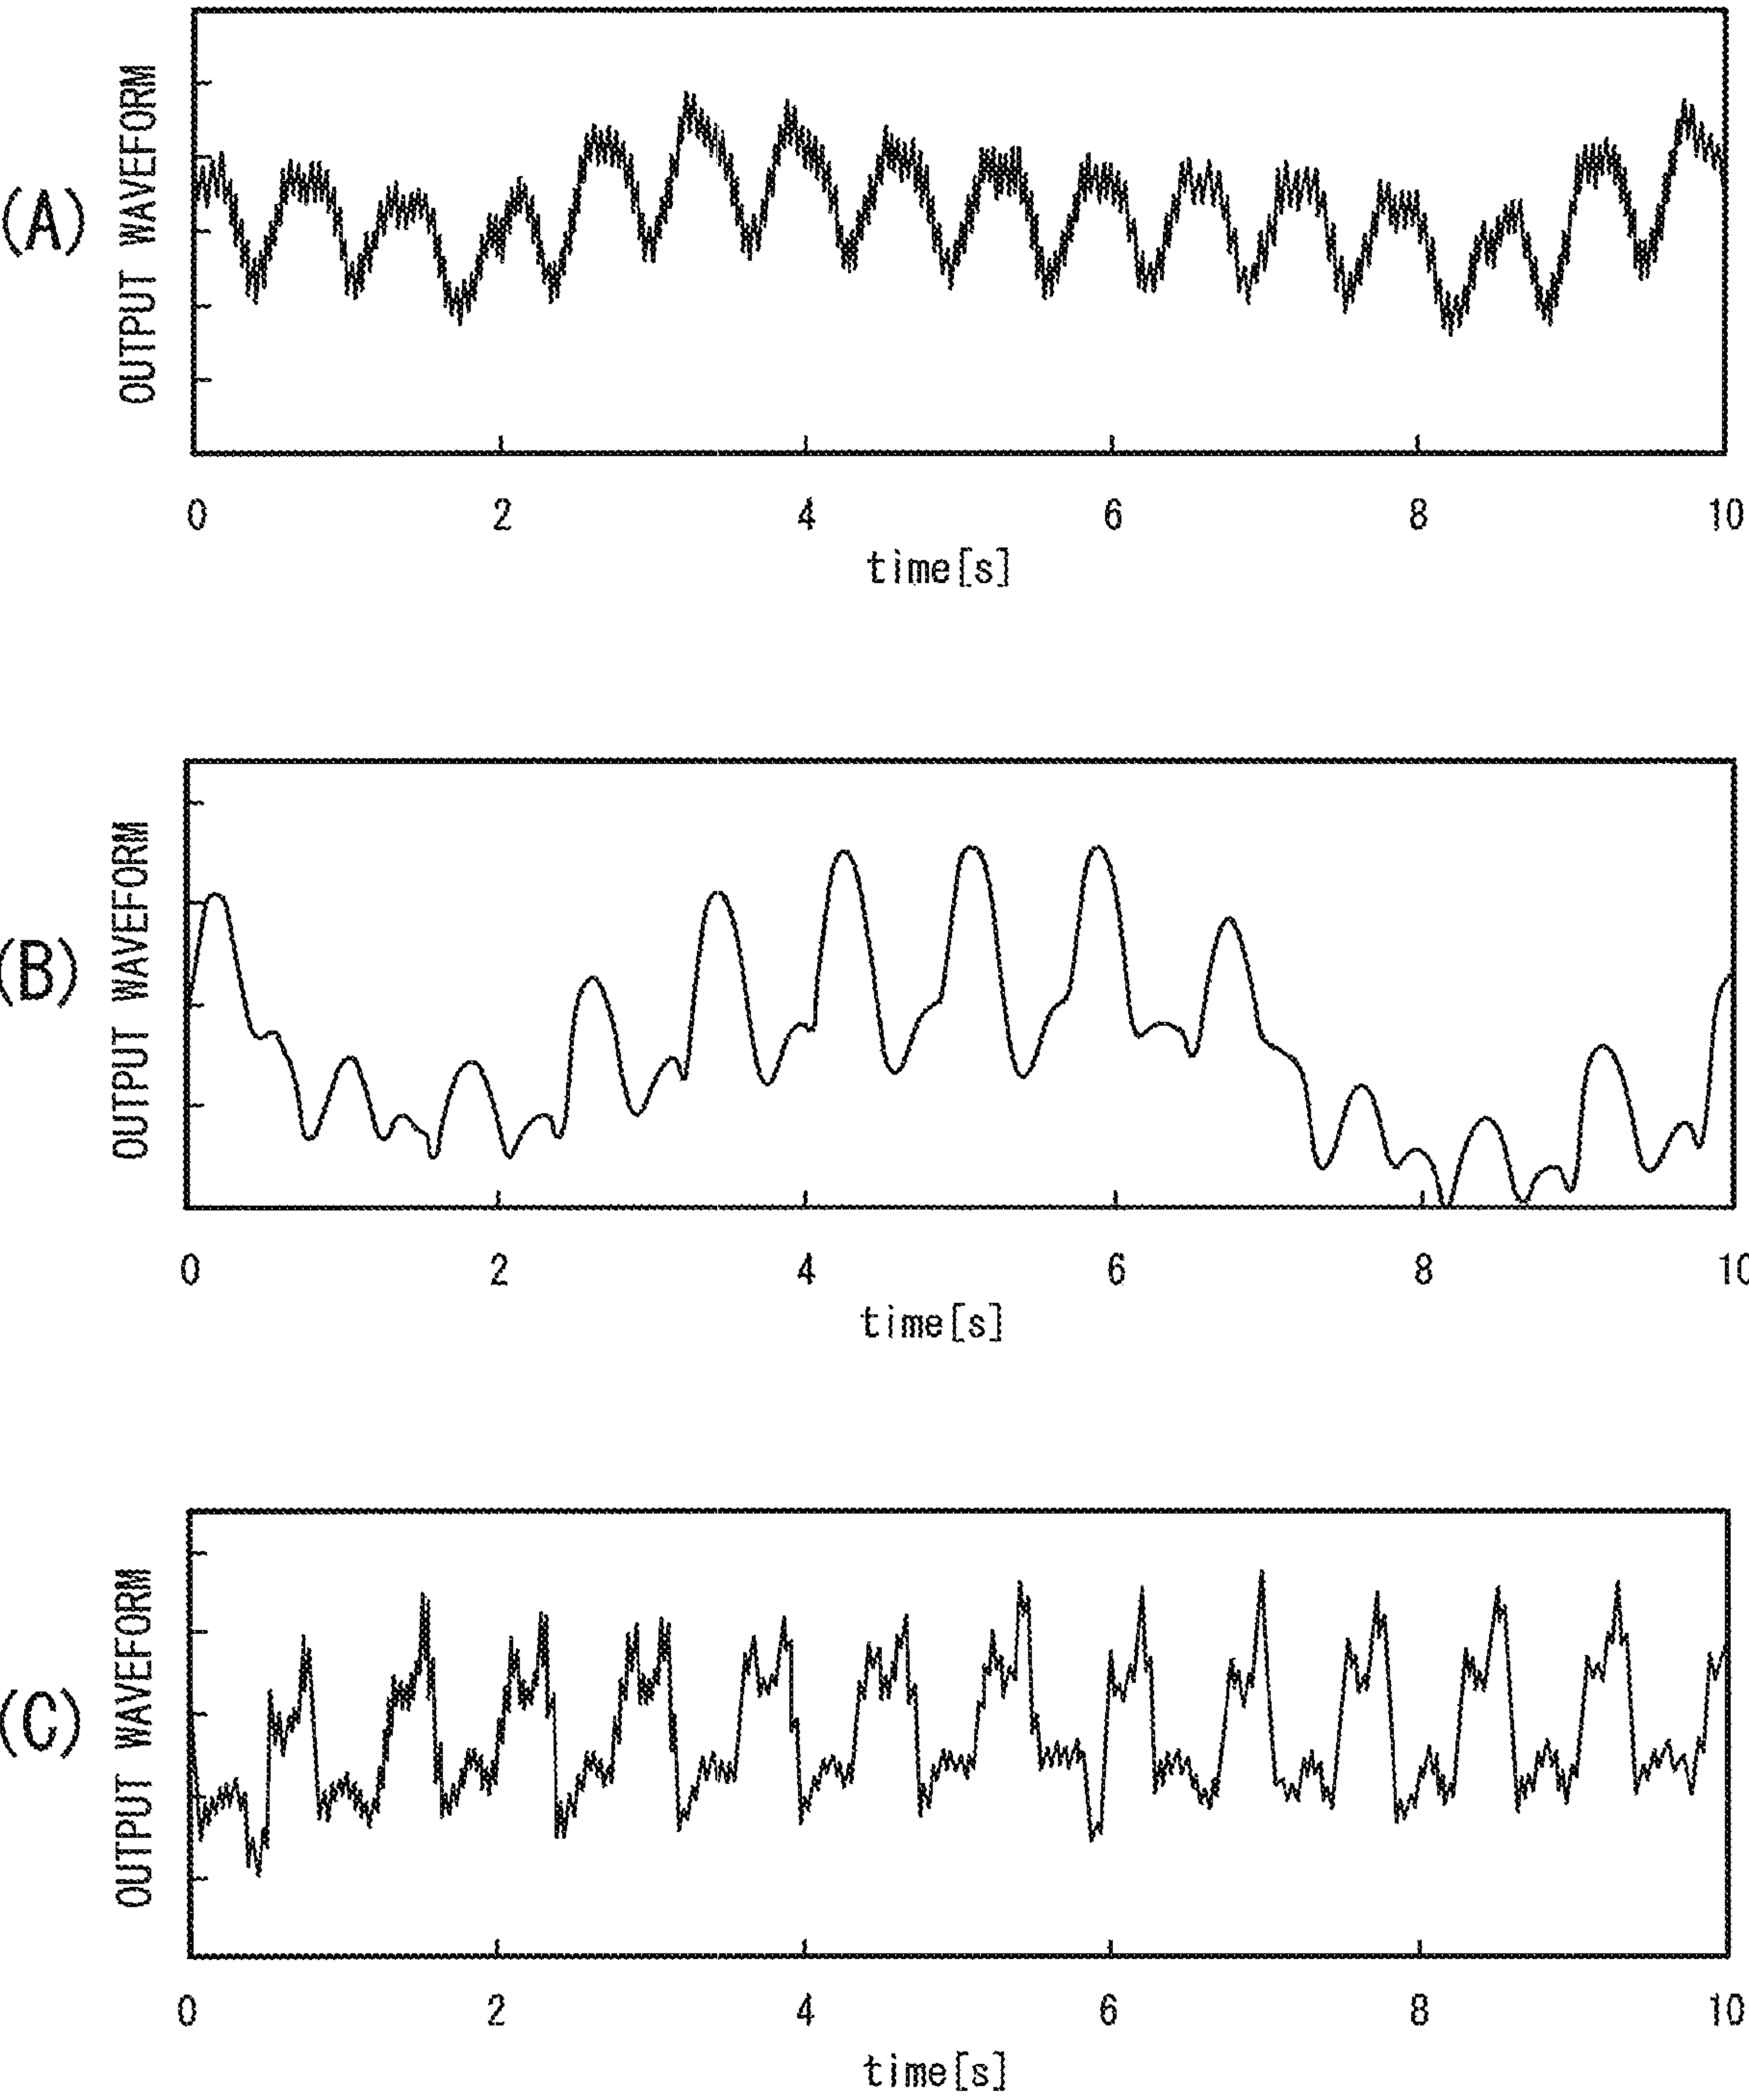 (A)
OUTPUT WAVEFORM
0 2 4 6 8 10
time[s]
(B)
OUTPUT WAVEFORM
0 2 4 6 8 10
time[s]
(C)
OUTPUT WAVEFORM
0 2 4 6 8 10
time[s]